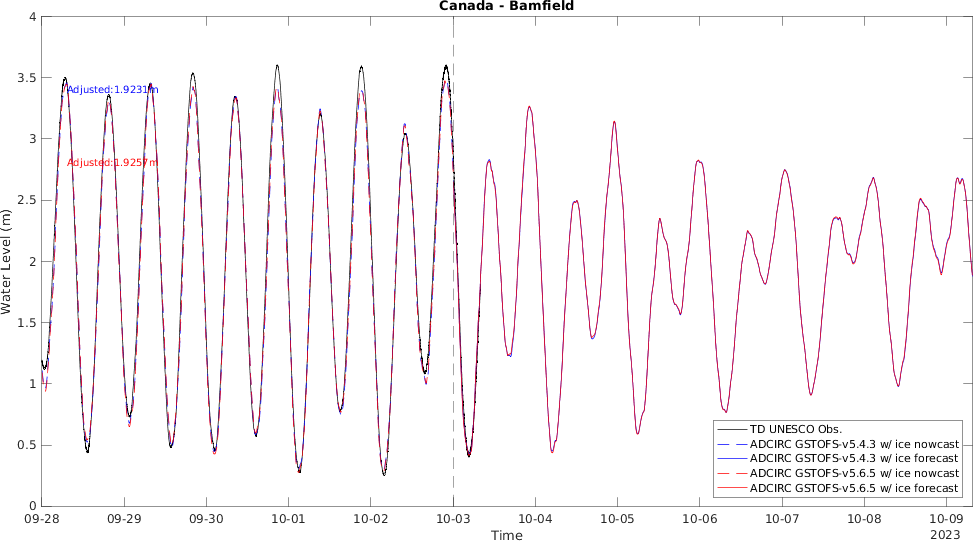 Canada - Bamfield
4
3.5
3
2.5
2
1.5
1
0.5
0
Water Level (m)
Adjusted:1.9231m
Adjusted:1.9257m
TD UNESCO Obs.
ADCIRC GSTOFS-v5.4.3 w/ ice nowcast
ADCIRC GSTOFS-v5.4.3 w/ ice forecast
ADCIRC GSTOFS-v5.6.5 w/ ice nowcast
ADCIRC GSTOFS-v5.6.5 w/ ice forecast
09-28 09-29 09-30 10-01 10-02 10-03 10-04 10-05 10-06 10-07 10-08 10-09
2023
Time